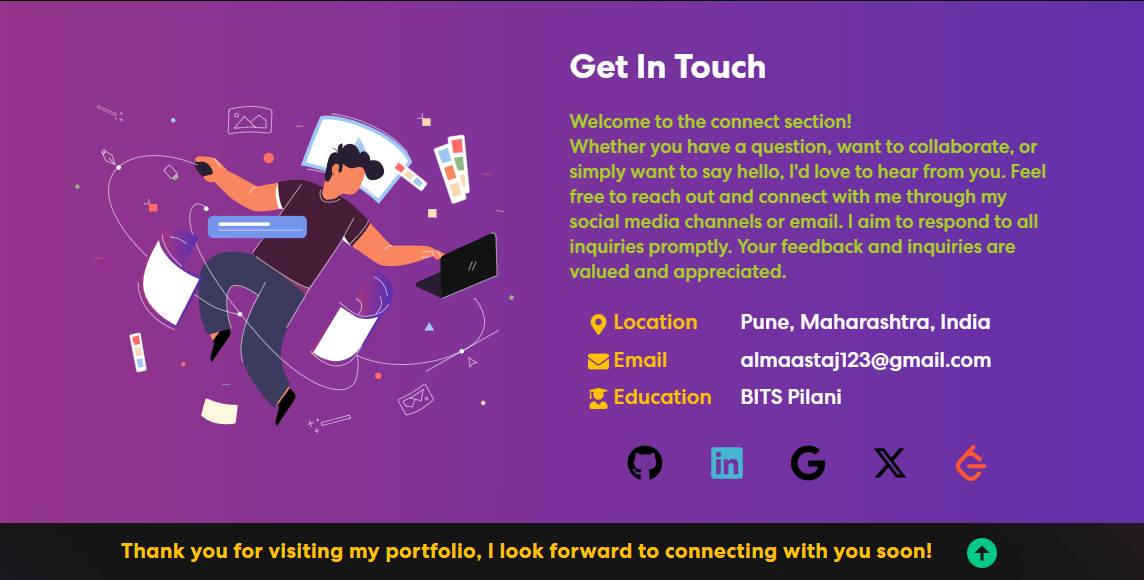 Get In Touch
Welcome to the connect section!
Whether you have a question, want to collaborate, or
simply want to say hello, I'd love to hear from you. Feel
free to reach out and connect with me through my
social media channels or email. I aim to respond to all
inquiries promptly. Your feedback and inquiries are
valued and appreciated.
Location Pune, Maharashtra, India
Email almaastaj123@gmail.com
Education BITS Pilani
Thank you for visiting my portfolio, I look forward to connecting with you soon!